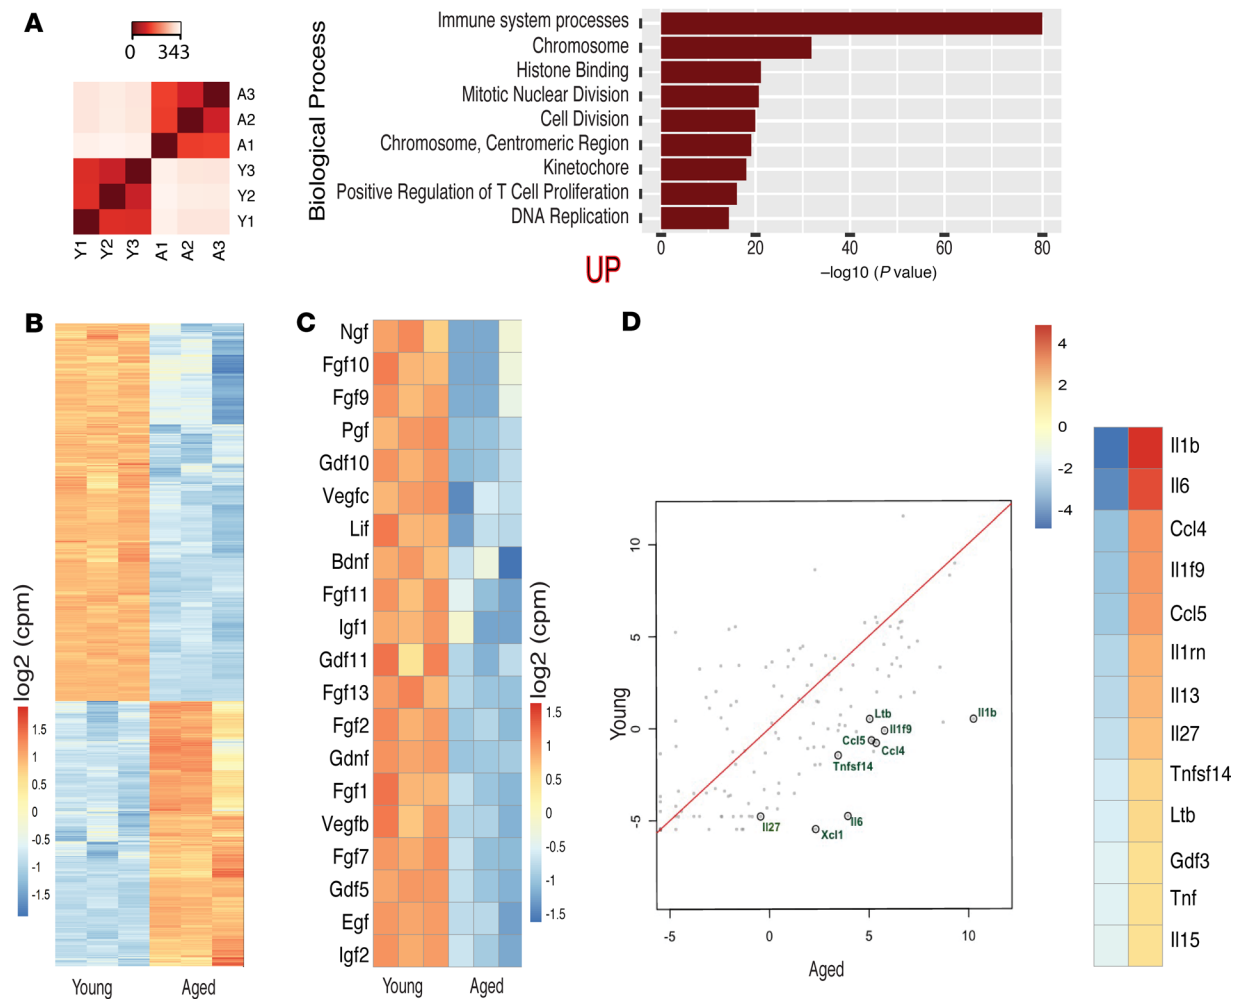 A
0 343
A3
A2
A1
Y3
Y2
Y1
Y1 Y2 Y3 A1 A2 A3
Biological Process
Immune system processes
Chromosome
Histone Binding
Mitotic Nuclear Division
Cell Division
Chromosome, Centromeric Region
Kinetochore
Positive Regulation of T Cell Proliferation
DNA Replication
0 20 40 60 80
–log10 (P value)
UP
B
log2 (cpm)
1.5
1
0.5
0
-0.5
-1
-1.5
Young Aged
C
Ngf
Fgf10
Fgf9
Pgf
Gdf10
Vegfc
Lif
Bdnf
Fgf11
Igf1
Gdf11
Fgf13
Fgf2
Gdnf
Fgf1
Vegfb
Fgf7
Gdf5
Egf
Igf2
Young Aged
log2 (cpm)
1.5
1
0.5
0
-0.5
-1
-1.5
D
4
2
0
-2
-4
Young
10
5
0
-5
Ltb
Il1b
Il1f9
Ccl5
Ccl4
Tnfsf14
Il27
Il6
Xcl1
-5 0 5 10
Aged
Il1b
Il6
Ccl4
Il1f9
Ccl5
Il1rn
Il13
Il27
Tnfsf14
Ltb
Gdf3
Tnf
Il15